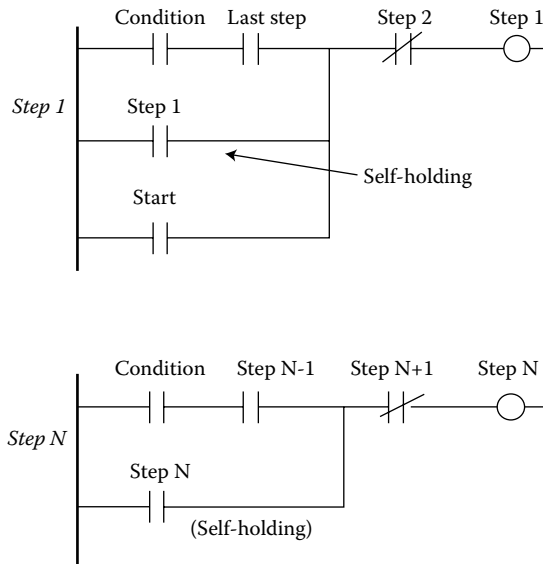 Condition Last step Step 2 Step 1
Step 1
Step 1
Self-holding
Start
Condition Step N-1 Step N+1 Step N
Step N
Step N
(Self-holding)